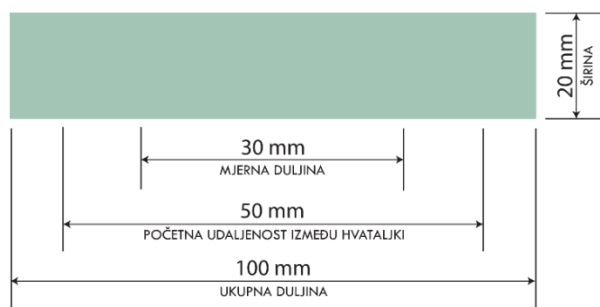 20 mm
ŠIRINA
30 mm
MJERNA DULJINA
50 mm
POČETNA UDALJENOST IZMEĐU HVATALJKI
100 mm
UKUPNA DULJINA